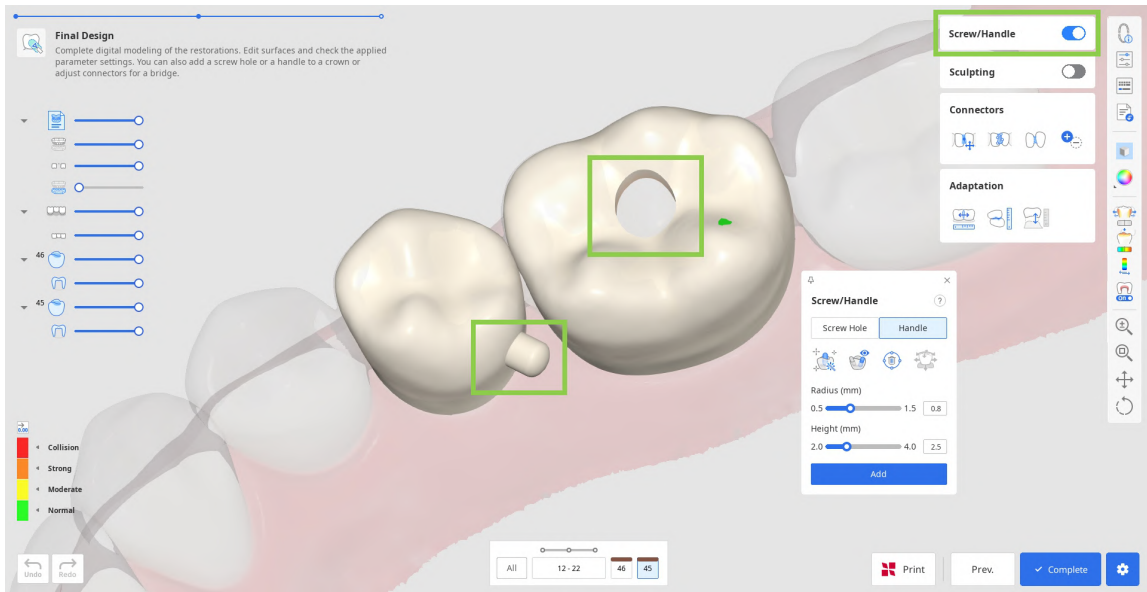 Final Design
Complete digital modeling of the restorations. Edit surfaces and check the applied
parameter settings. You can also add a screw hole or a handle to a crown or
adjust connectors for a bridge.
46
45
0.00
Collision
Strong
Moderate
Normal
Undo
Redo
All
12 - 22
46
45
Screw/Handle
Sculpting
Connectors
Adaptation
Screw/Handle
?
Screw Hole
Handle
Radius (mm)
0.5
1.5
0.8
Height (mm)
2.0
4.0
2.5
Add
ON
Print
Prev.
Complete